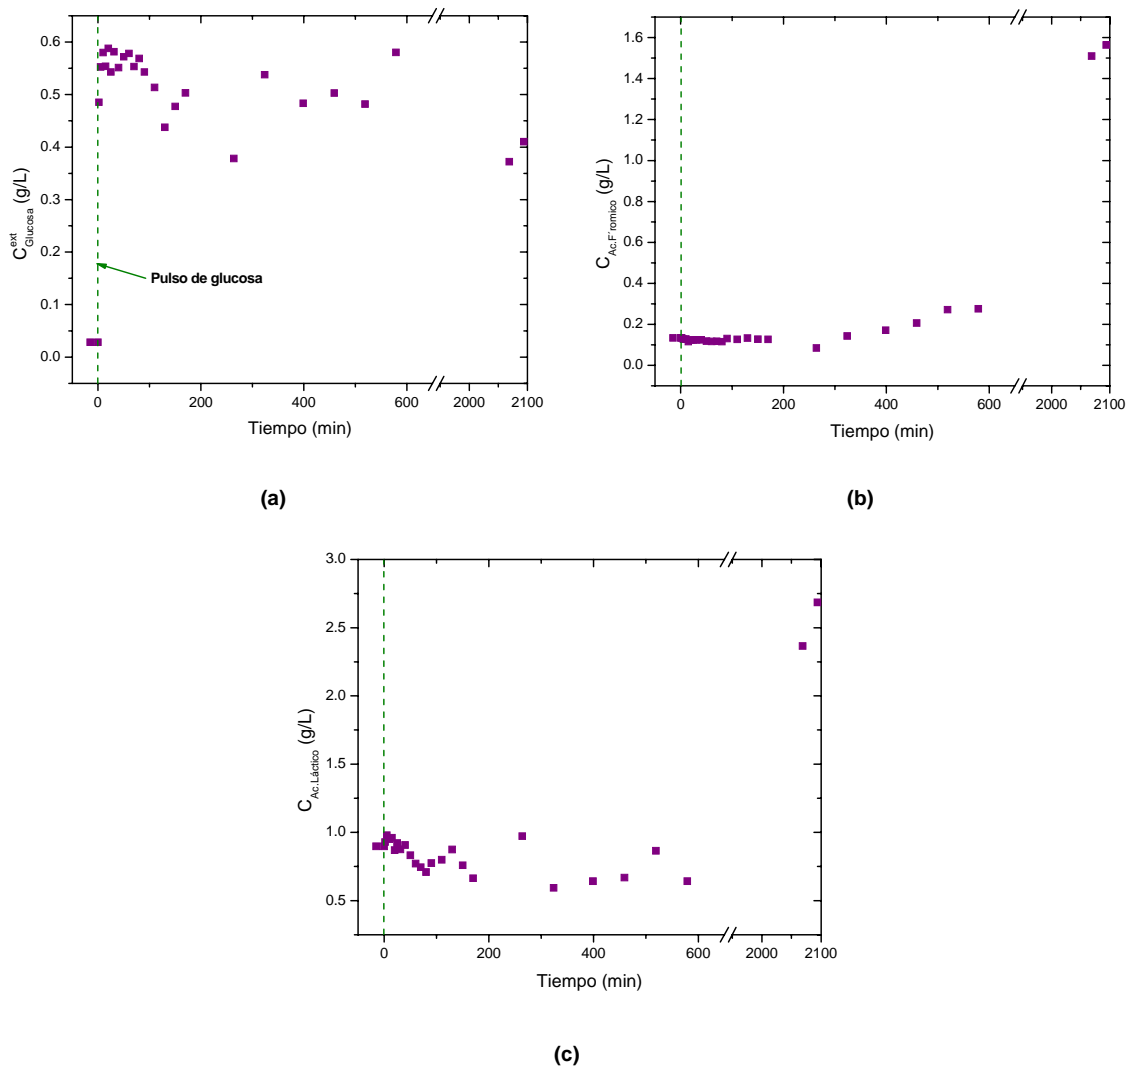 0.6
0.5
0.4
0.3
0.2
0.1
0.0
C^ext_Glucosa (g/L)
Pulso de glucosa
0 200 400 600 2000 2100
Tiempo (min)
(a)
1.6
1.4
1.2
1.0
0.8
0.6
0.4
0.2
0.0
C_Ac.F´romico (g/L)
0 200 400 600 2000 2100
Tiempo (min)
(b)
3.0
2.5
2.0
1.5
1.0
0.5
C_Ac.Láctico (g/L)
0 200 400 600 2000 2100
Tiempo (min)
(c)